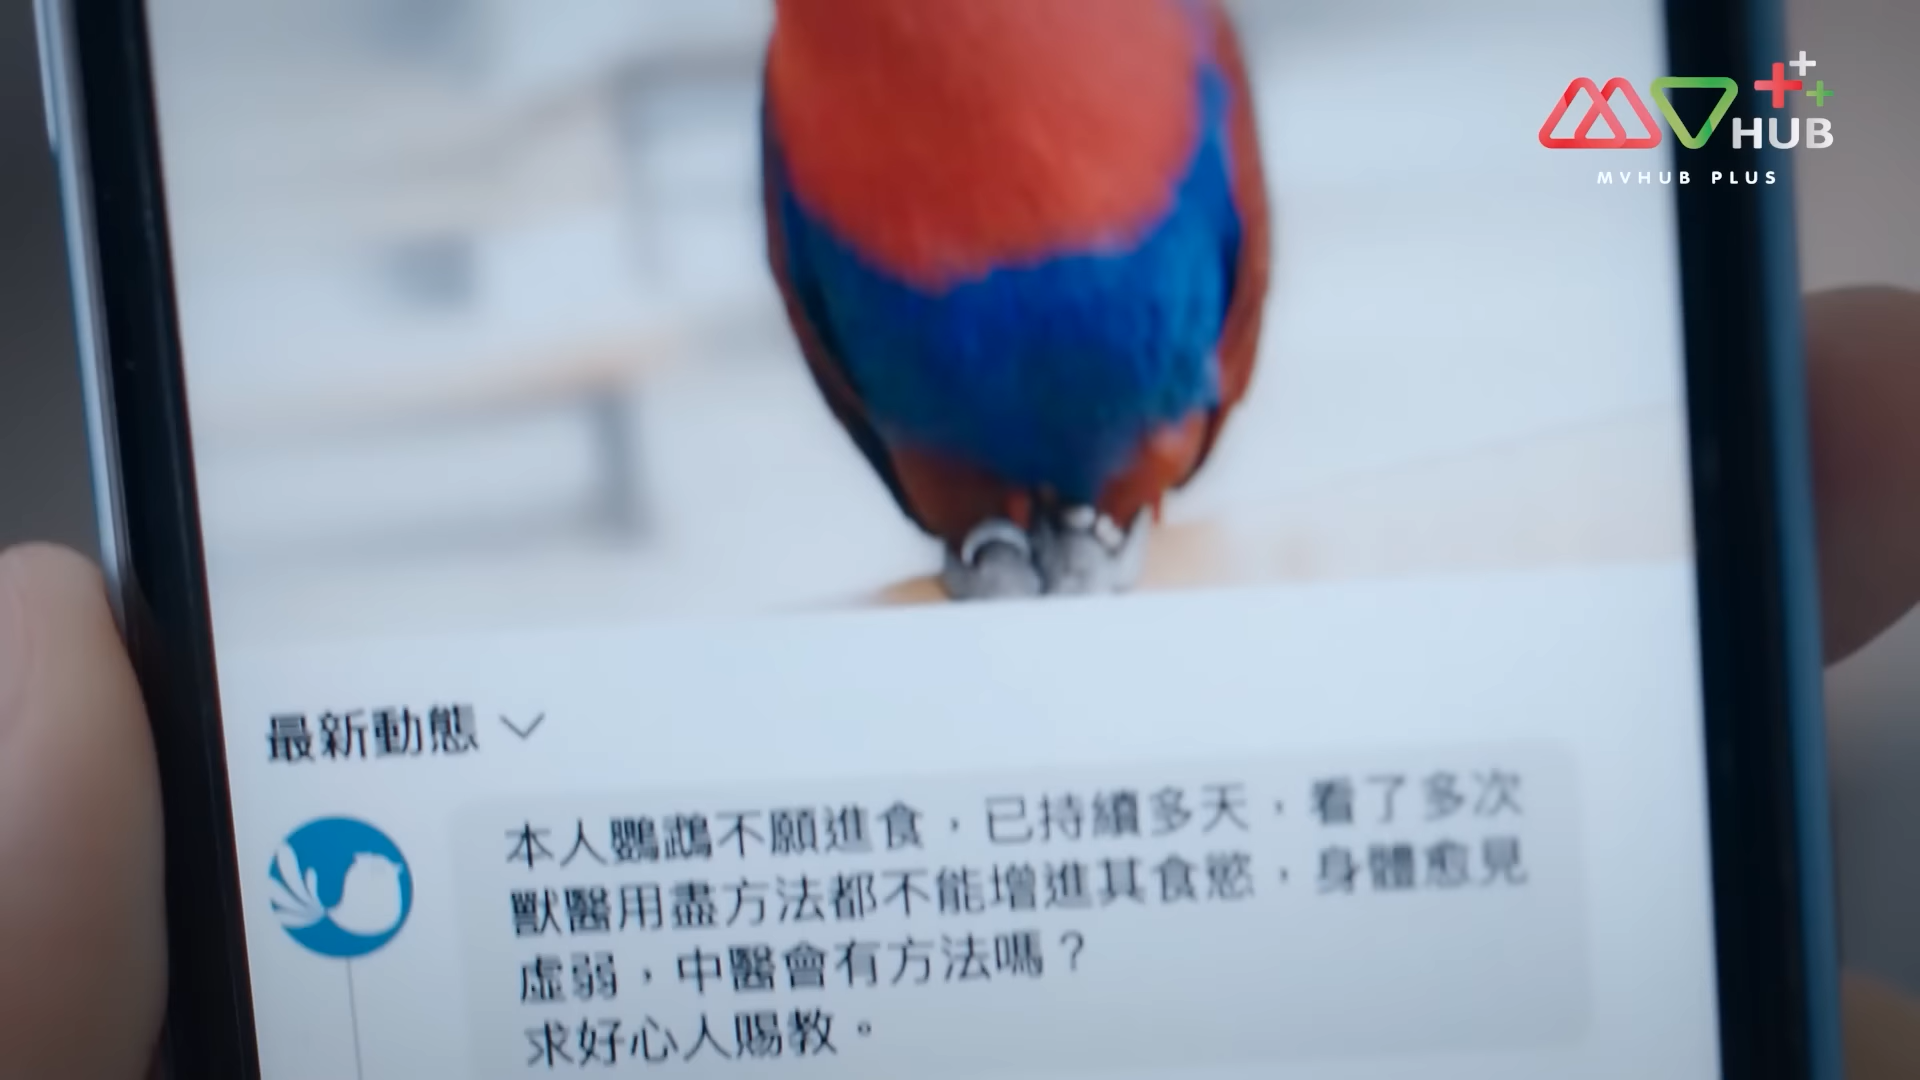 MV HUB
MVHUB PLUS
最新動態
本人鸚鵡不願進食，已持續多天，看了多次
獸醫用盡方法都不能增進其食慾，身體愈見
虛弱，中醫會有方法嗎？
求好心人賜教。